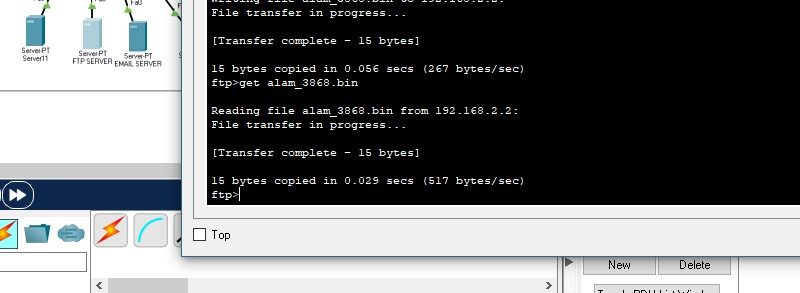 File transfer in progress...
[Transfer complete - 15 bytes]
15 bytes copied in 0.056 secs (267 bytes/sec)
ftp>get alam_3868.bin
Reading file alam_3868.bin from 192.168.2.2:
File transfer in progress...
[Transfer complete - 15 bytes]
15 bytes copied in 0.029 secs (517 bytes/sec)
ftp>
Server-PT
Server11
Server-PT
FTP SERVER
Server-PT
EMAIL SERVER
Top
New
Delete